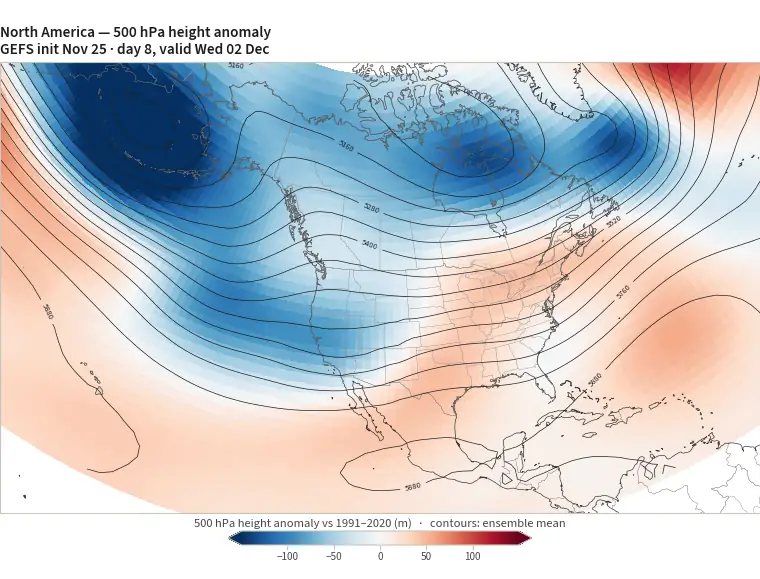 North America — 500 hPa height anomaly
GEFS init Nov 25 · day 8, valid Wed 02 Dec
5160
5160
5280
5400
5520
5760
5880
5880
5880
500 hPa height anomaly vs 1991–2020 (m) · contours: ensemble mean
−100 −50 0 50 100